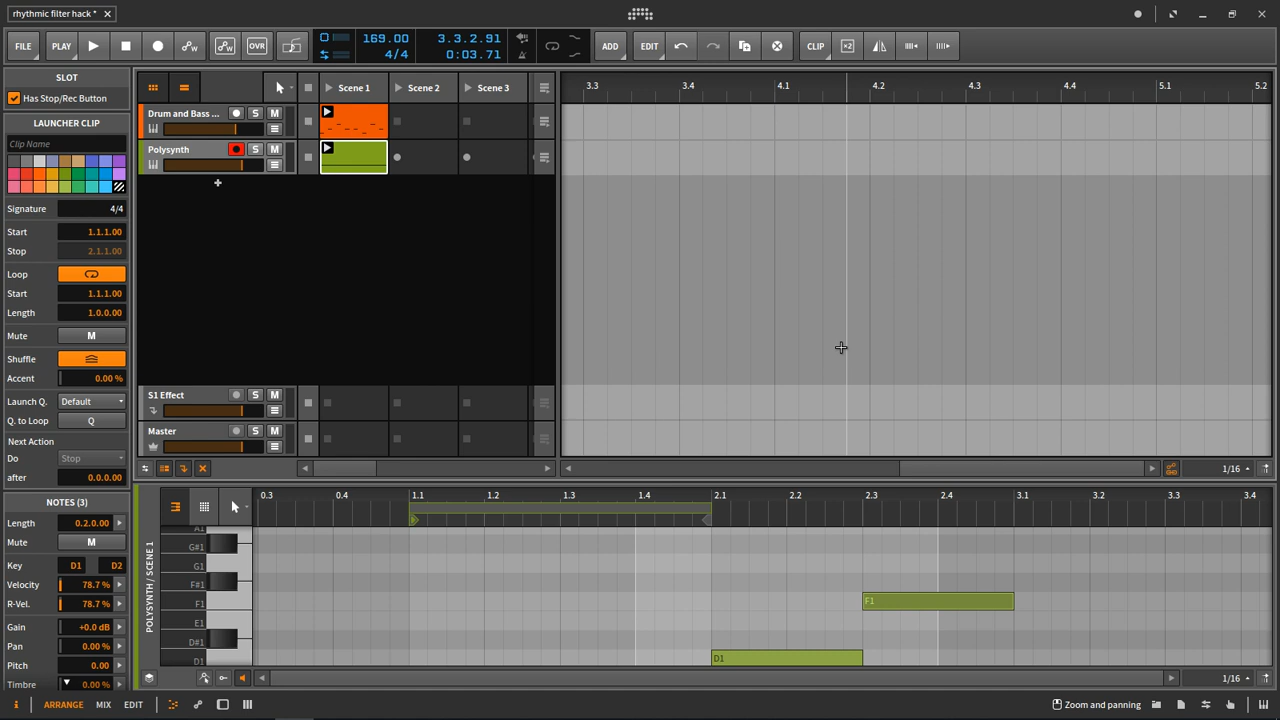 rhythmic filter hack *
FILE PLAY OVR 169.00 3.3.2.91 ADD EDIT CLIP
4/4 0:03.71
SLOT
Has Stop/Rec Button
LAUNCHER CLIP
Clip Name
Signature 4/4
Start 1.1.1.00
Stop 2.1.1.00
Loop
Start 1.1.1.00
Length 1.0.0.00
Mute M
Shuffle
Accent 0.00 %
Launch Q. Default
Q. to Loop Q
Next Action
Do Stop
after 0.0.0.00
NOTES (3)
Length 0.2.0.00
Mute M
Key D1 D2
Velocity 78.7 %
R-Vel. 78.7 %
Gain +0.0 dB
Pan 0.00 %
Pitch 0.00
Timbre 0.00 %
Scene 1 Scene 2 Scene 3
Drum and Bass ... S M
Polysynth S M
S1 Effect S M
Master S M
3.3 3.4 4.1 4.2 4.3 4.4 5.1 5.2
1/16
POLYSYNTH / SCENE 1
0.3 0.4 1.1 1.2 1.3 1.4 2.1 2.2 2.3 2.4 3.1 3.2 3.3 3.4
A1
G#1
G1
F#1
F1 F1
E1
D#1
D1 D1
1/16
i ARRANGE MIX EDIT Zoom and panning